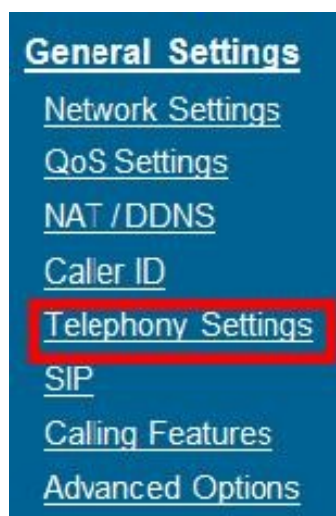 General Settings
Network Settings
QoS Settings
NAT / DDNS
Caller ID
Telephony Settings
SIP
Calling Features
Advanced Options